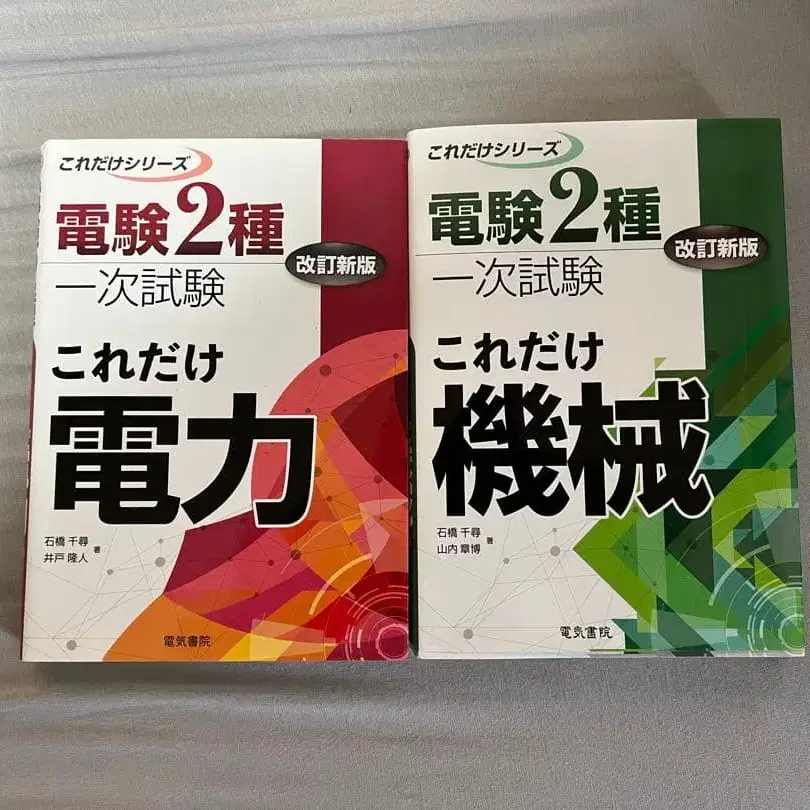 これだけシリーズ
電験2種
改訂新版
一次試験
これだけ
電力
石橋 千尋
井戸 隆人 著
電気書院
これだけシリーズ
電験2種
改訂新版
一次試験
これだけ
機械
石橋 千尋
山内 章博 著
電気書院